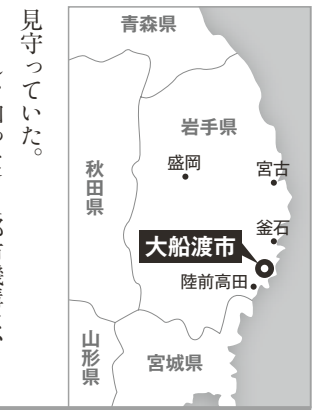 見守っていた。
青森県
岩手県
盛岡
宮古
秋田県
釜石
大船渡市
陸前高田
山形県
宮城県